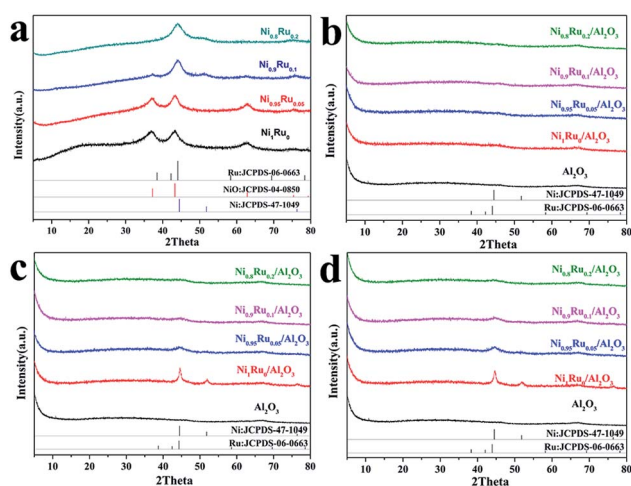 a
Ni0.8Ru0.2
Ni0.9Ru0.1
Ni0.95Ru0.05
Ni1Ru0
Ru:JCPDS-06-0663
NiO:JCPDS-04-0850
Ni:JCPDS-47-1049
Intensity(a.u.)
0 10 20 30 40 50 60 70 80
2Theta
b
Ni0.8Ru0.2/Al2O3
Ni0.9Ru0.1/Al2O3
Ni0.95Ru0.05/Al2O3
Ni1Ru0/Al2O3
Al2O3
Ni:JCPDS-47-1049
Ru:JCPDS-06-0663
Intensity(a.u.)
10 20 30 40 50 60 70 80
2Theta
c
Ni0.8Ru0.2/Al2O3
Ni0.9Ru0.1/Al2O3
Ni0.95Ru0.05/Al2O3
Ni1Ru0/Al2O3
Al2O3
Ni:JCPDS-47-1049
Ru:JCPDS-06-0663
Intensity(a.u.)
10 20 30 40 50 60 70 80
2Theta
d
Ni0.8Ru0.2/Al2O3
Ni0.9Ru0.1/Al2O3
Ni0.95Ru0.05/Al2O3
Ni1Ru0/Al2O3
Al2O3
Ni:JCPDS-47-1049
Ru:JCPDS-06-0663
Intensity(a.u.)
10 20 30 40 50 60 70 80
2Theta